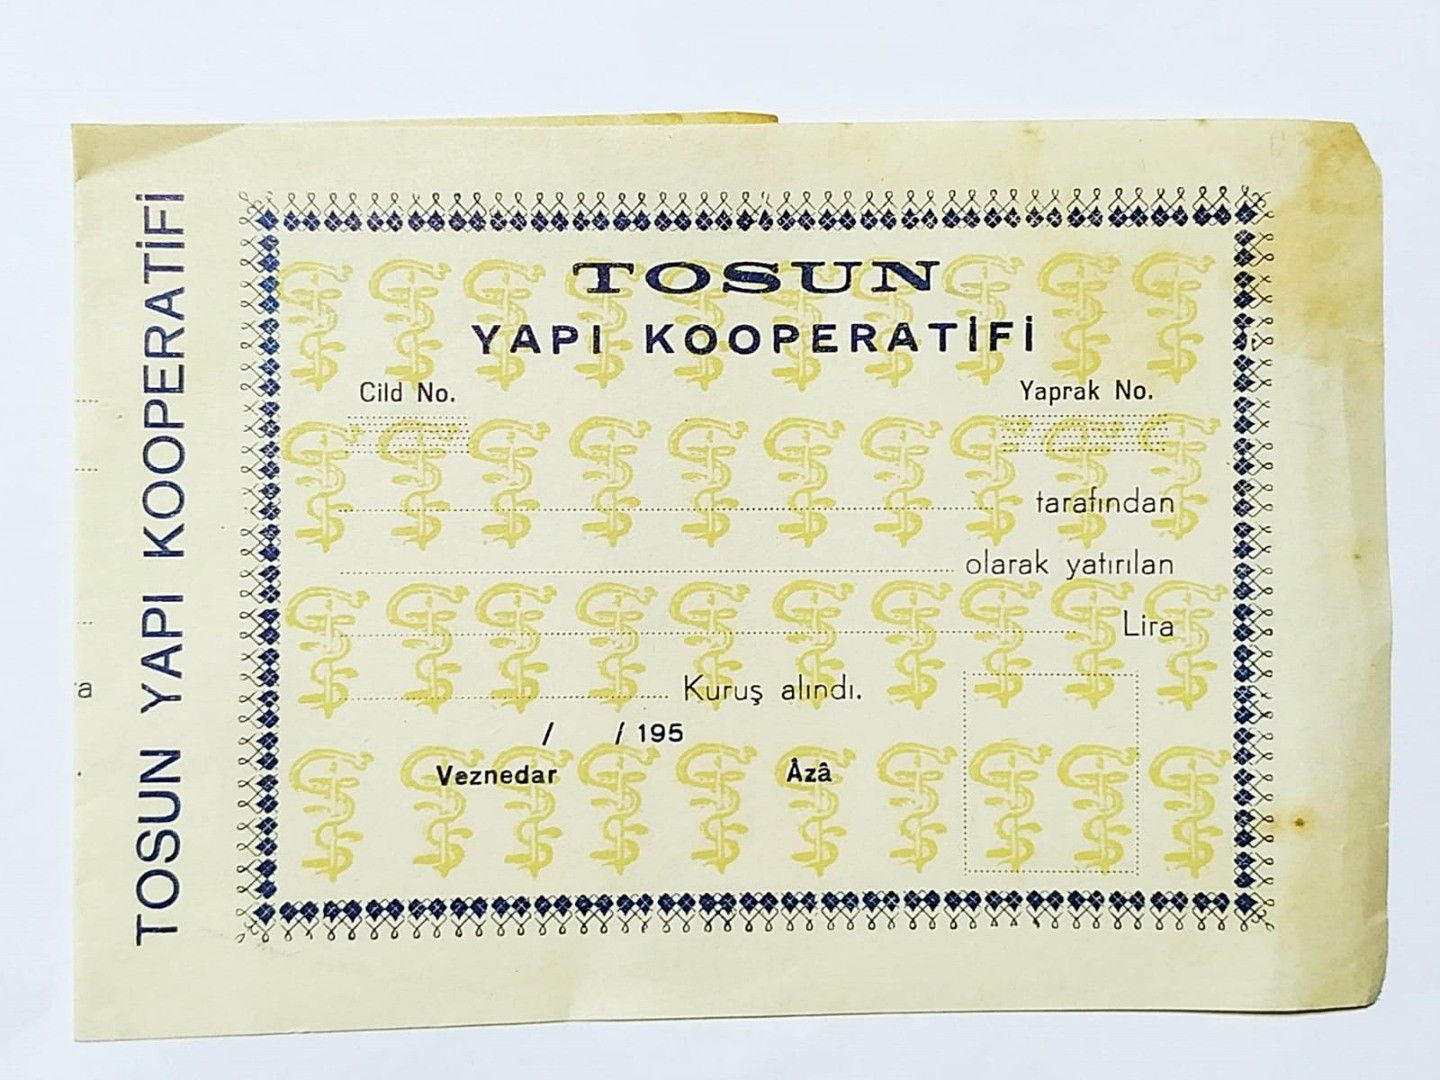 TOSUN YAPI KOOPERATİFİ
TOSUN
YAPI KOOPERATİFİ
Cild No. Yaprak No.
tarafından
olarak yatırılan
Lira
Kuruş alındı.
/ / 195
Veznedar Âzâ
a